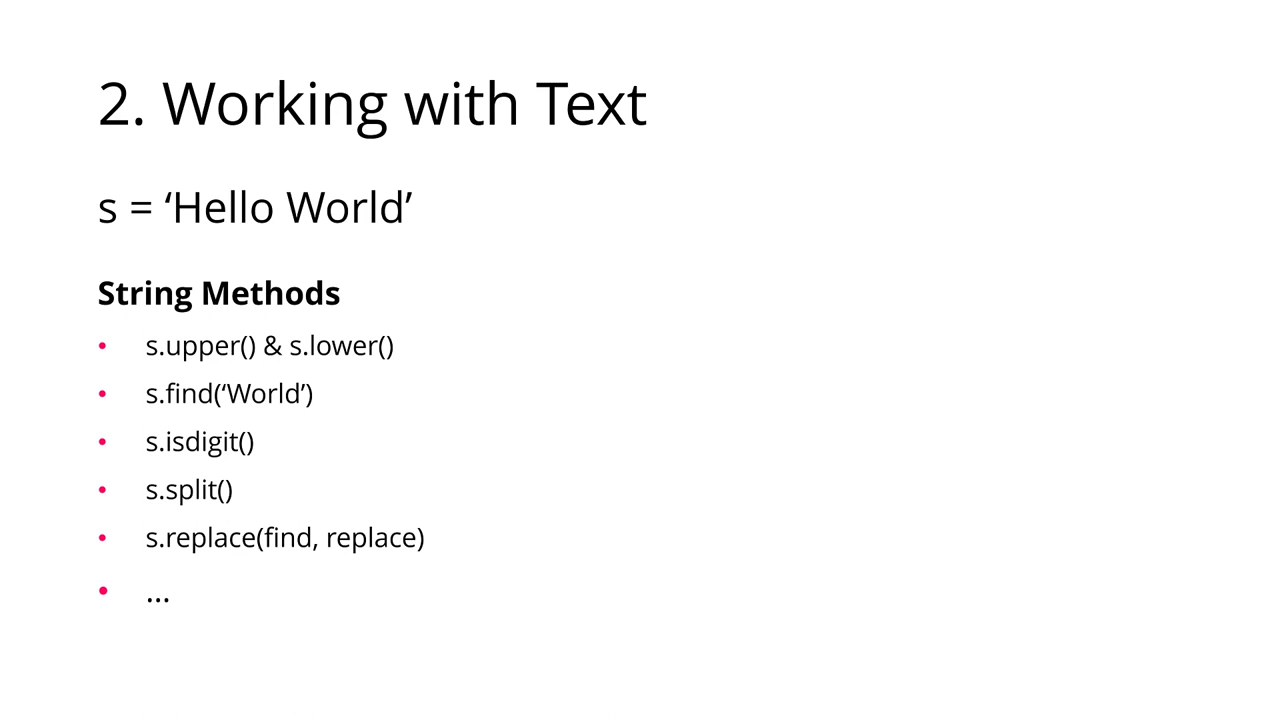 2. Working with Text
s = ‘Hello World’
String Methods
• s.upper() & s.lower()
• s.find(‘World’)
• s.isdigit()
• s.split()
• s.replace(find, replace)
• ...